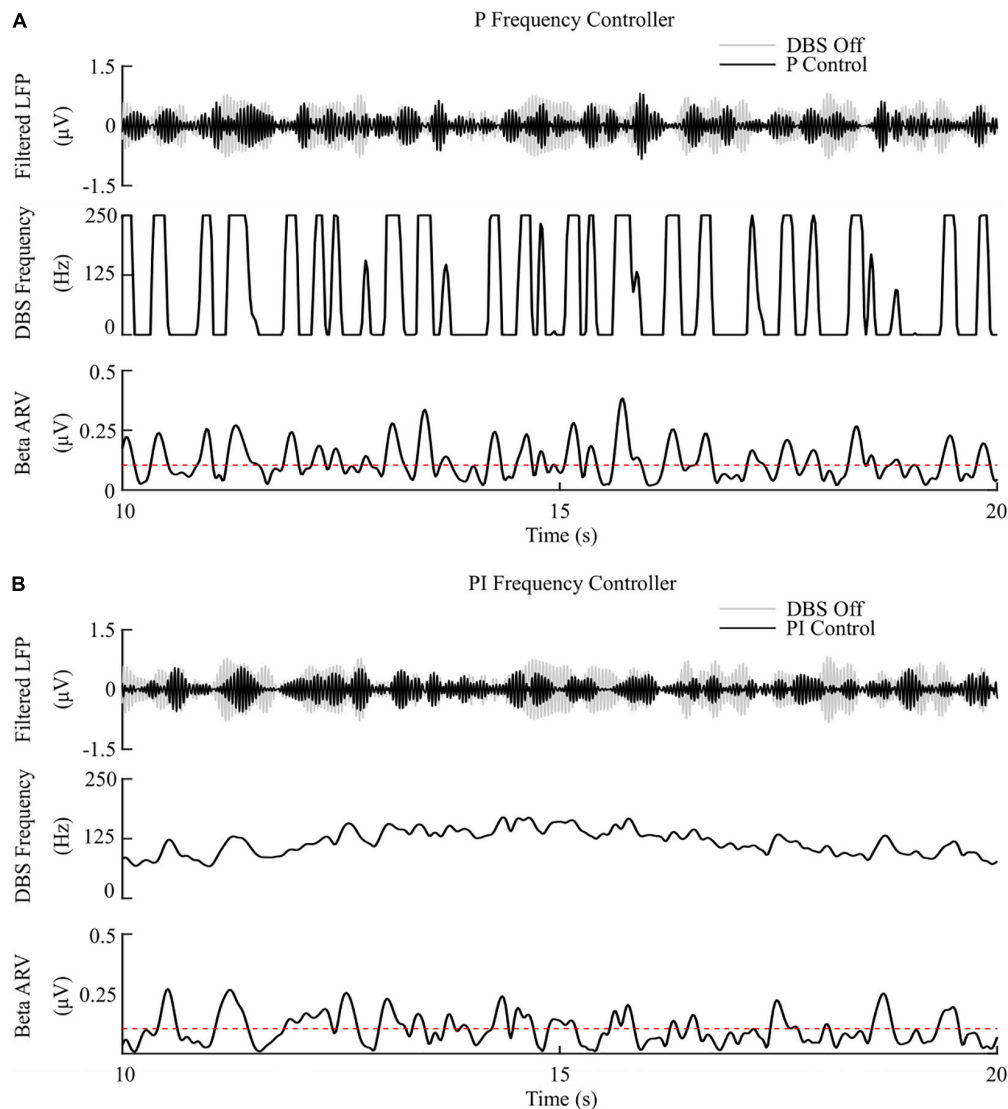 A
P Frequency Controller
DBS Off
P Control
Filtered LFP
(µV)
1.5
0
-1.5
DBS Frequency
(Hz)
250
125
0
Beta ARV
(µV)
0.5
0.25
0
10
15
20
Time (s)
B
PI Frequency Controller
DBS Off
PI Control
Filtered LFP
(µV)
1.5
0
-1.5
DBS Frequency
(Hz)
250
125
0
Beta ARV
(µV)
0.5
0.25
0
10
15
20
Time (s)